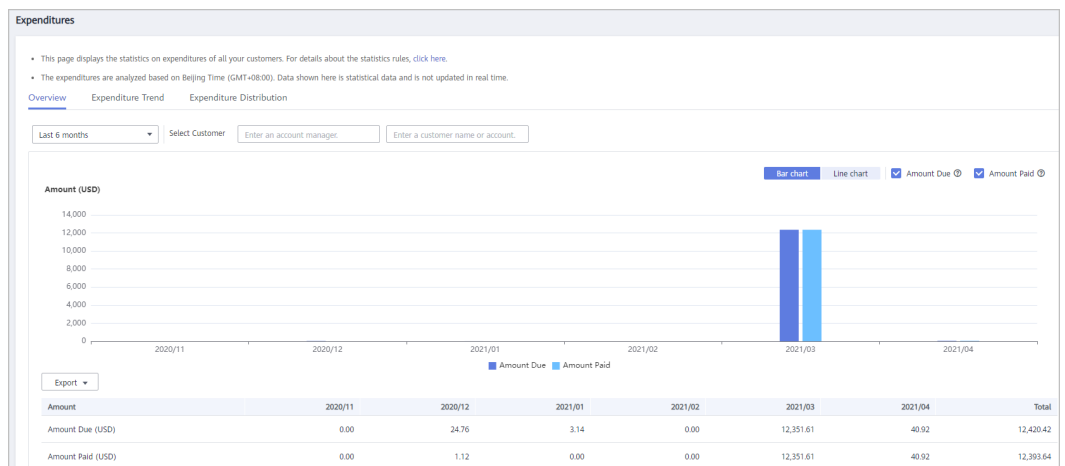 Expenditures
• This page displays the statistics on expenditures of all your customers. For details about the statistics rules, click here.
• The expenditures are analyzed based on Beijing Time (GMT+08:00). Data shown here is statistical data and is not updated in real time.
Overview Expenditure Trend Expenditure Distribution
Last 6 months Select Customer Enter an account manager. Enter a customer name or account.
Bar chart Line chart Amount Due Amount Paid
Amount (USD)
14,000
12,000
10,000
8,000
6,000
4,000
2,000
0
2020/11 2020/12 2021/01 2021/02 2021/03 2021/04
Amount Due Amount Paid
Export
Amount 2020/11 2020/12 2021/01 2021/02 2021/03 2021/04 Total
Amount Due (USD) 0.00 24.76 3.14 0.00 12,351.61 40.92 12,420.42
Amount Paid (USD) 0.00 1.12 0.00 0.00 12,351.61 40.92 12,393.64